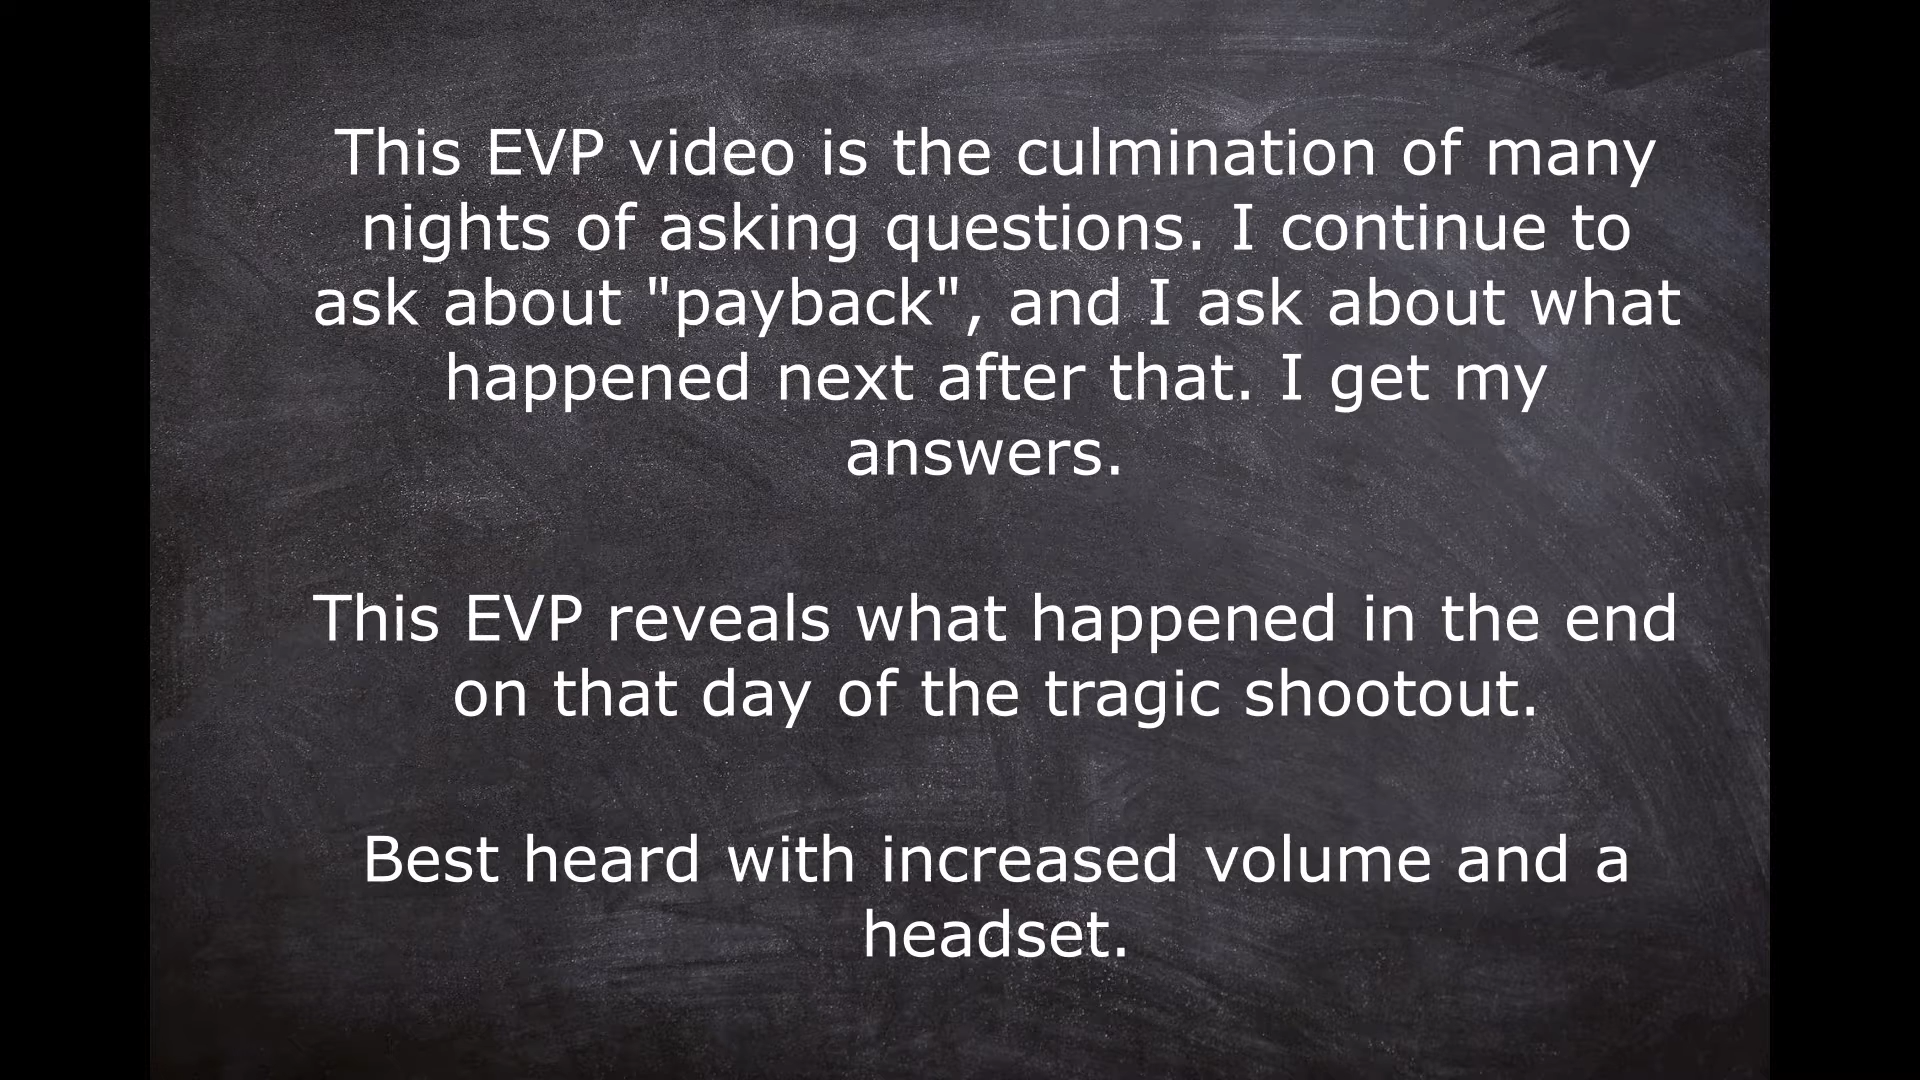 This EVP video is the culmination of many
nights of asking questions. I continue to
ask about "payback", and I ask about what
happened next after that. I get my
answers.
This EVP reveals what happened in the end
on that day of the tragic shootout.
Best heard with increased volume and a
headset.